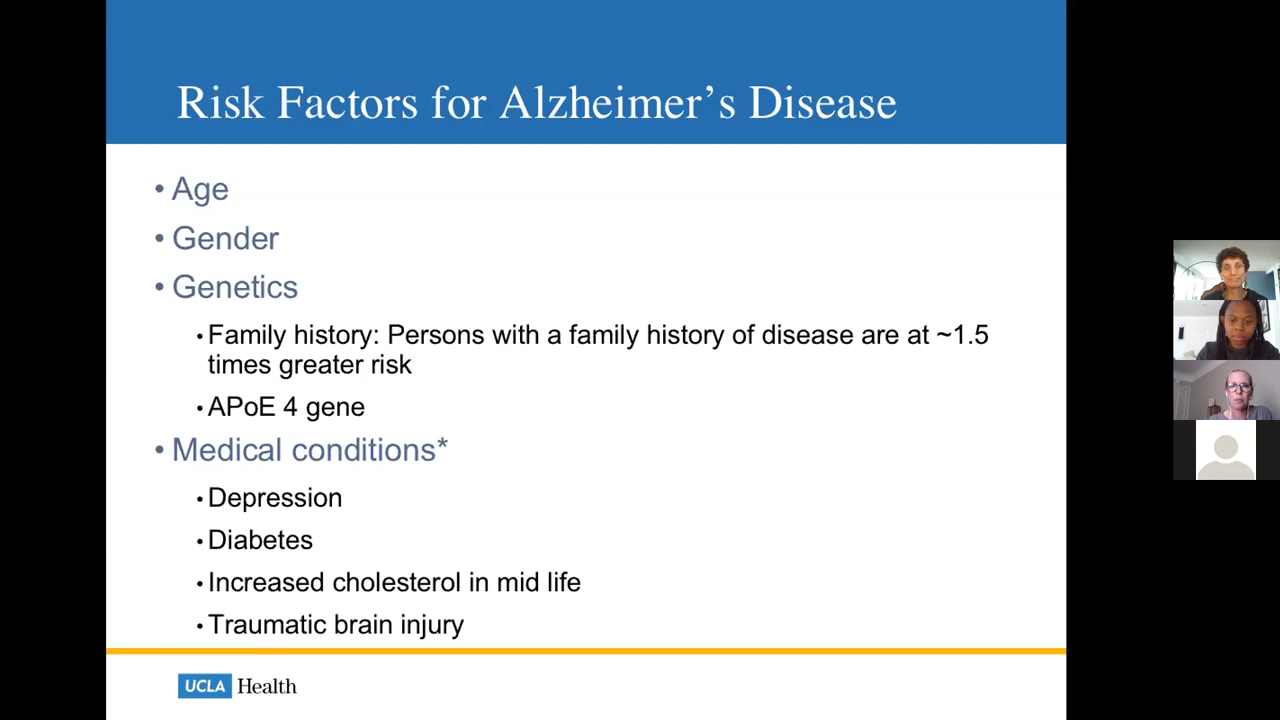 Risk Factors for Alzheimer’s Disease
• Age
• Gender
• Genetics
• Family history: Persons with a family history of disease are at ~1.5
times greater risk
• APoE 4 gene
• Medical conditions*
• Depression
• Diabetes
• Increased cholesterol in mid life
• Traumatic brain injury
UCLA Health